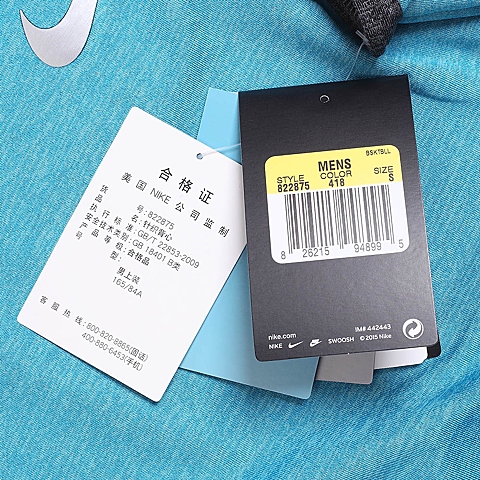 合格证
美国 NIKE 公司监制
货号:822875
品名:针织背心
执行标准:GB/T 22853-2009
安全技术类别:GB 18401 B类
产品等级:合格品
号型:
男上装
165/84A
客服热线:800-820-8865(固话)
400-880-6453(手机)
BSKTBLL
MENS
STYLE COLOR SIZE
822875 418 S
8 26215 94899 5
nike.com IM# 442443
NIKE SWOOSH © 2015 Nike